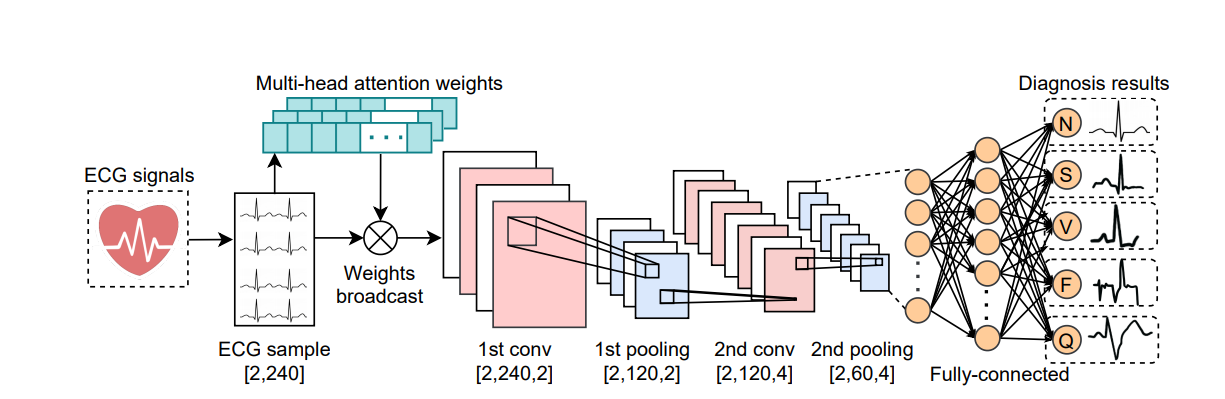 Multi-head attention weights
Diagnosis results
ECG signals
N
S
V
F
Q
. . .
Weights
broadcast
ECG sample
[2,240]
1st conv
[2,240,2]
1st pooling
[2,120,2]
2nd conv
[2,120,4]
2nd pooling
[2,60,4]
Fully-connected